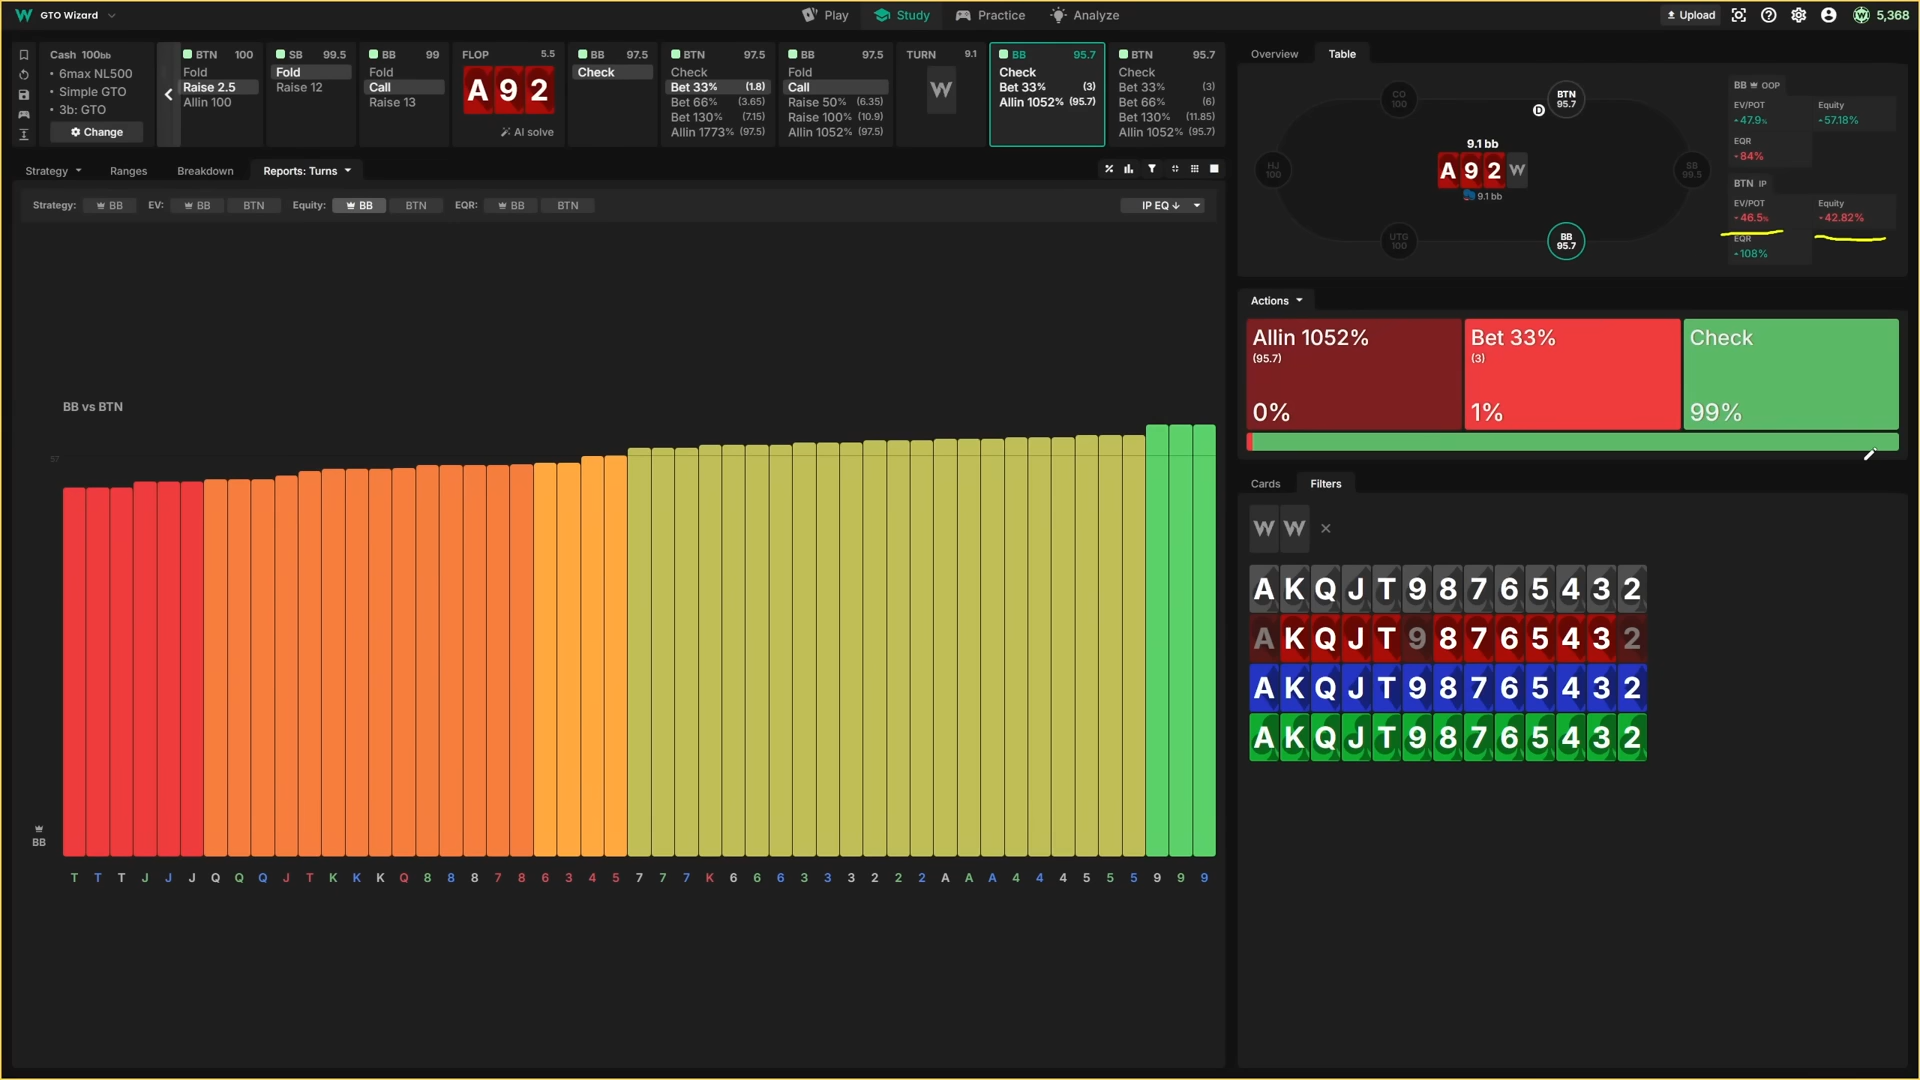 GTO Wizard
Play
Study
Practice
Analyze
Upload
5,368
Cash 100bb
• 6max NL500
• Simple GTO
• 3b: GTO
Change
BTN 100
Fold
Raise 2.5
Allin 100
SB 99.5
Fold
Raise 12
BB 99
Fold
Call
Raise 13
FLOP 5.5
A 9 2
AI solve
BB 97.5
Check
BTN 97.5
Check
Bet 33% (1.8)
Bet 66% (3.65)
Bet 130% (7.15)
Allin 1773% (97.5)
BB 97.5
Fold
Call
Raise 50% (6.35)
Raise 100% (10.9)
Allin 1052% (97.5)
TURN 9.1
W
BB 95.7
Check
Bet 33% (3)
Allin 1052% (95.7)
BTN 95.7
Check
Bet 33% (3)
Bet 66% (6)
Bet 130% (11.85)
Allin 1052% (95.7)
Strategy
Ranges
Breakdown
Reports: Turns
Strategy: BB EV: BB BTN Equity: BB BTN EQR: BB BTN
IP EQ ↓
BB vs BTN
57
BB
T T T J J J Q Q Q J T K K K Q 8 8 8 7 8 6 3 4 5 7 7 7 K 6 6 6 3 3 3 2 2 2 A A A 4 4 4 5 5 5 9 9 9
Overview
Table
CO
100
BTN
95.7
D
HJ
100
9.1 bb
A 9 2 W
9.1 bb
SB
99.5
UTG
100
BB
95.7
BB OOP
EV/POT Equity
47.9% 57.18%
EQR
84%
BTN IP
EV/POT Equity
46.5% 42.82%
EQR
108%
Actions
Allin 1052%
(95.7)
0%
Bet 33%
(3)
1%
Check
99%
Cards
Filters
W W ×
A K Q J T 9 8 7 6 5 4 3 2
A K Q J T 9 8 7 6 5 4 3 2
A K Q J T 9 8 7 6 5 4 3 2
A K Q J T 9 8 7 6 5 4 3 2